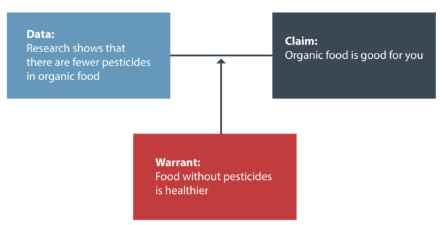 Data:
Research shows that
there are fewer pesticides
in organic food
Claim:
Organic food is good for you
Warrant:
Food without pesticides
is healthier